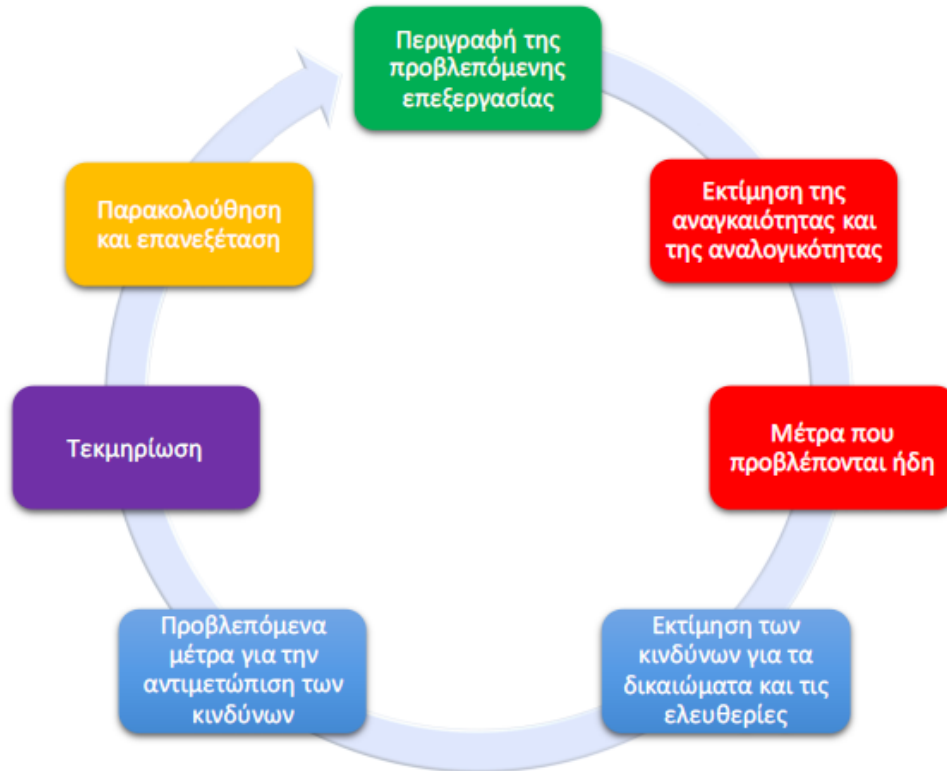 Περιγραφή της
προβλεπόμενης
επεξεργασίας
Εκτίμηση της
αναγκαιότητας και
της αναλογικότητας
Μέτρα που
προβλέπονται ήδη
Εκτίμηση των
κινδύνων για τα
δικαιώματα και τις
ελευθερίες
Προβλεπόμενα
μέτρα για την
αντιμετώπιση των
κινδύνων
Τεκμηρίωση
Παρακολούθηση
και επανεξέταση